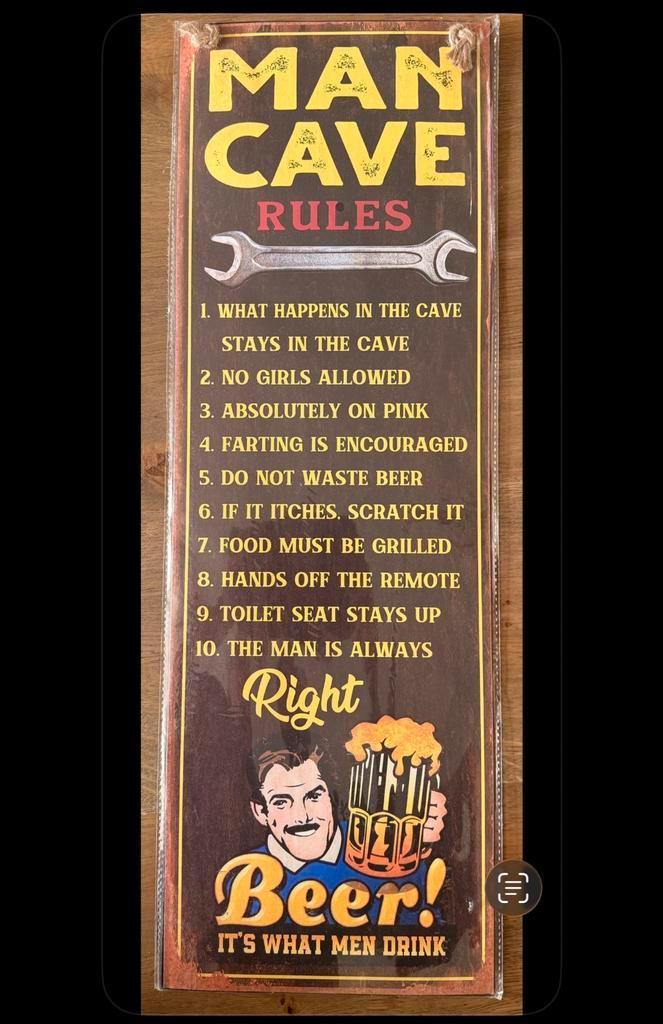 MAN
CAVE
RULES
1. WHAT HAPPENS IN THE CAVE
STAYS IN THE CAVE
2. NO GIRLS ALLOWED
3. ABSOLUTELY ON PINK
4. FARTING IS ENCOURAGED
5. DO NOT WASTE BEER
6. IF IT ITCHES, SCRATCH IT
7. FOOD MUST BE GRILLED
8. HANDS OFF THE REMOTE
9. TOILET SEAT STAYS UP
10. THE MAN IS ALWAYS
Right
Beer!
IT'S WHAT MEN DRINK